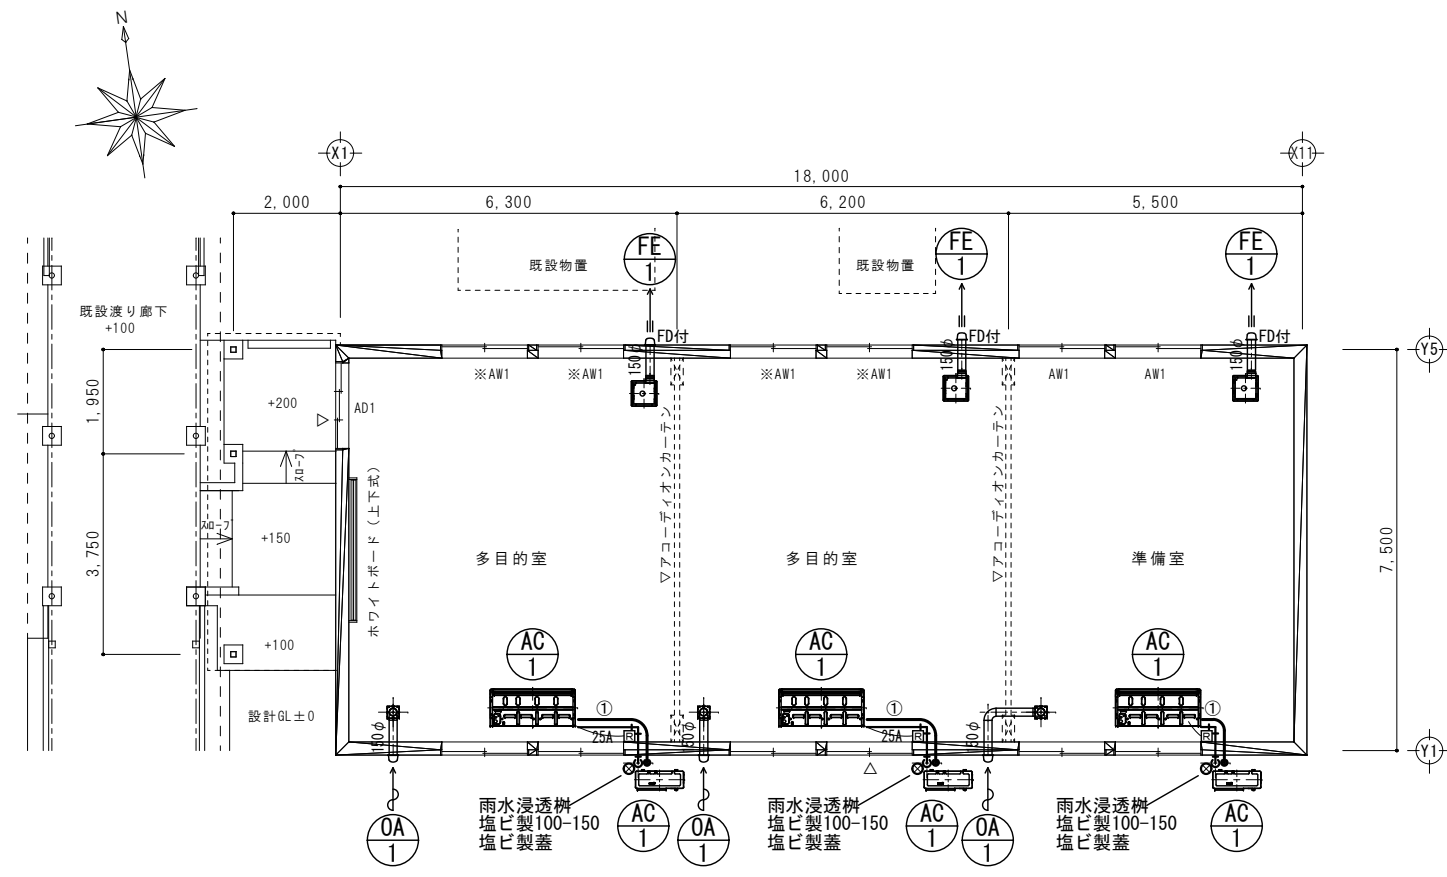 N
X1
X11
18,000
2,000
6,300
6,200
5,500
FE
1
FE
1
FE
1
既設物置
既設物置
既設渡り廊下
+100
FD付
FD付
150φ
150φ
150φ
Y5
※AW1
※AW1
※AW1
※AW1
AW1
AW1
1,950
+200
▽
AD1
スロープ
スロープ
ホワイトボード（上下式）
▽アコーディオンカーテン
▽アコーディオンカーテン
3,750
+150
多目的室
多目的室
準備室
7,500
+100
AC
1
AC
1
AC
1
設計GL±0
①
①
①
150φ
25A
R
50φ
25A
R
50φ
R
Y1
△
雨水浸透桝
塩ビ製100-150
塩ビ製蓋
雨水浸透桝
塩ビ製100-150
塩ビ製蓋
雨水浸透桝
塩ビ製100-150
塩ビ製蓋
OA
1
AC
1
OA
1
AC
1
OA
1
AC
1